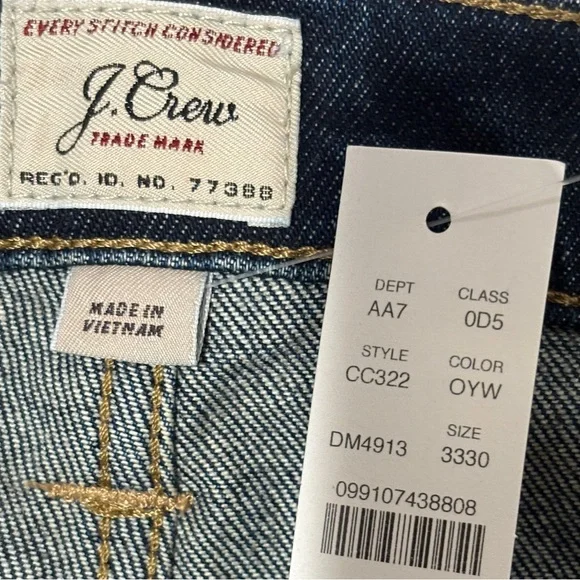 EVERY STITCH CONSIDERED
J.Crew
TRADE MARK
REG'D. ID. NO. 77388
MADE IN
VIETNAM
DEPT CLASS
AA7 0D5
STYLE COLOR
CC322 OYW
SIZE
DM4913 3330
099107438808